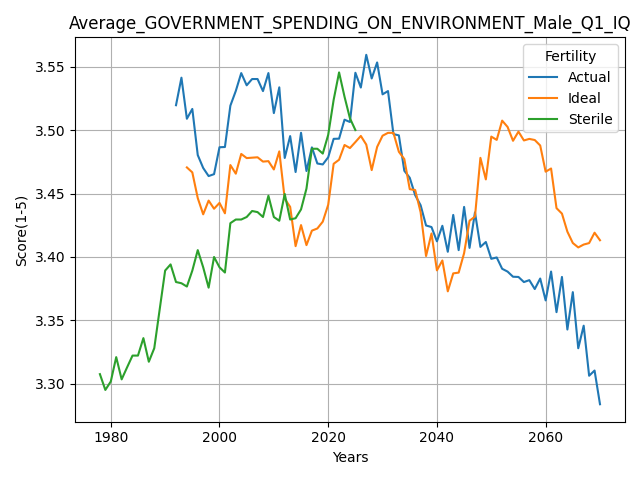 Average_GOVERNMENT_SPENDING_ON_ENVIRONMENT_Male_Q1_IQ
Fertility
Actual
Ideal
Sterile
Score(1-5)
3.55
3.50
3.45
3.40
3.35
3.30
1980 2000 2020 2040 2060
Years